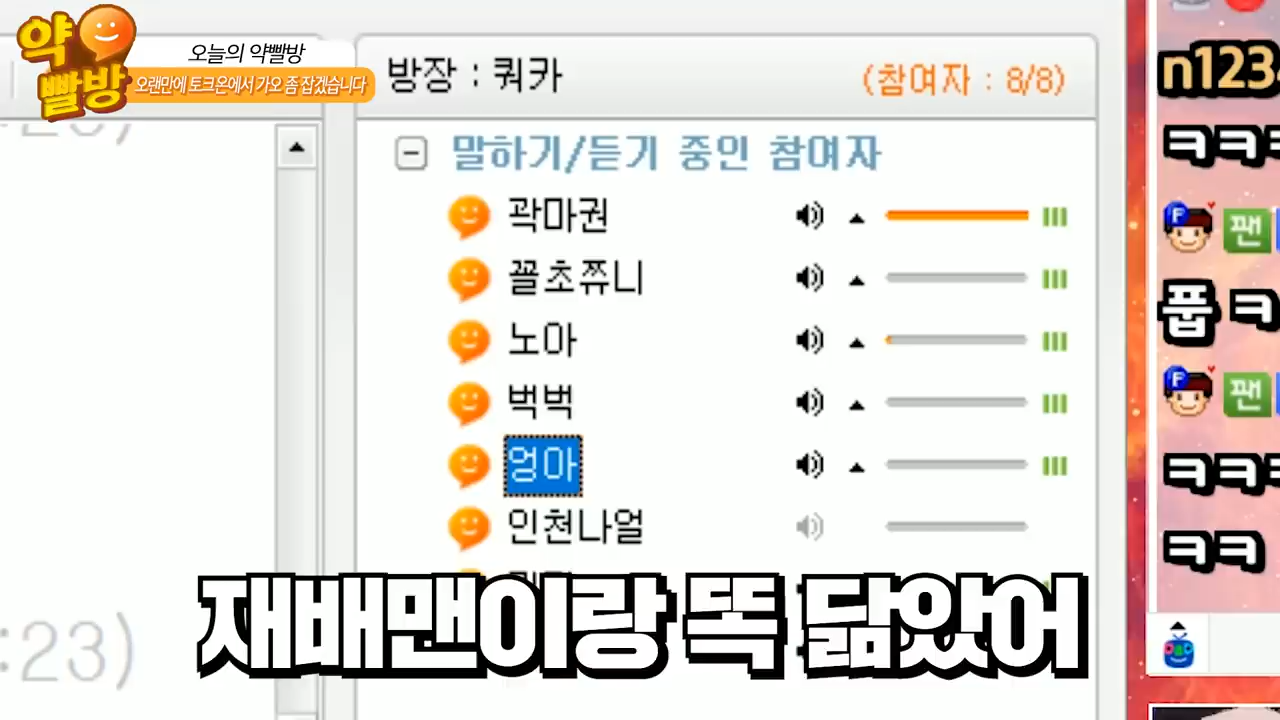 약빨방
오늘의 약빨방
오랜만에 토크온에서 가오 좀 잡겠습니다
방장 : 쿼카
(참여자 : 8/8)
말하기/듣기 중인 참여자
곽마권
꼴초쮸니
노아
벅벅
엉아
인천나얼
재배맨이랑 똑 닮았어
:23)
n123
ㅋㅋ
F
팬
풉 ㅋ
F
팬
ㅋㅋ
ㅋㅋ